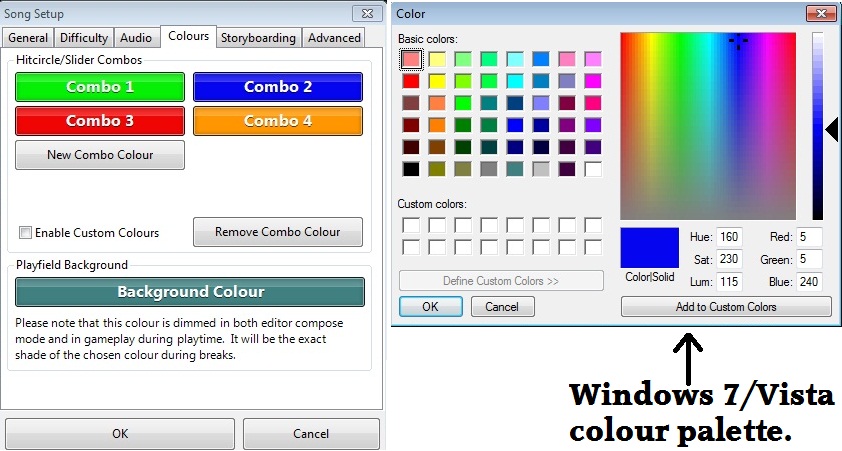 Song Setup
General Difficulty Audio Colours Storyboarding Advanced
Hitcircle/Slider Combos
Combo 1 Combo 2
Combo 3 Combo 4
New Combo Colour
Enable Custom Colours Remove Combo Colour
Playfield Background
Background Colour
Please note that this colour is dimmed in both editor compose
mode and in gameplay during playtime. It will be the exact
shade of the chosen colour during breaks.
OK Cancel
Color
Basic colors:
Custom colors:
Define Custom Colors >>
OK Cancel
Color|Solid
Hue: 160 Red: 5
Sat: 230 Green: 5
Lum: 115 Blue: 240
Add to Custom Colors
Windows 7/Vista
colour palette.